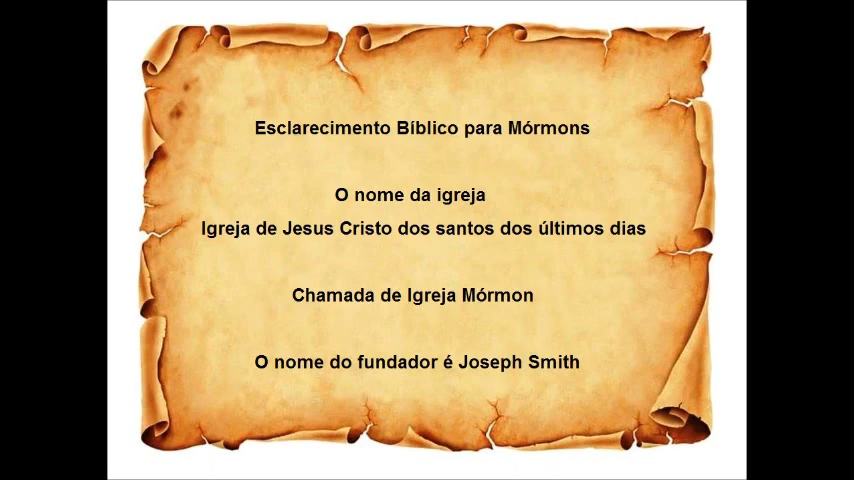 Esclarecimento Bíblico para Mórmons
O nome da igreja
Igreja de Jesus Cristo dos santos dos últimos dias
Chamada de Igreja Mórmon
O nome do fundador é Joseph Smith